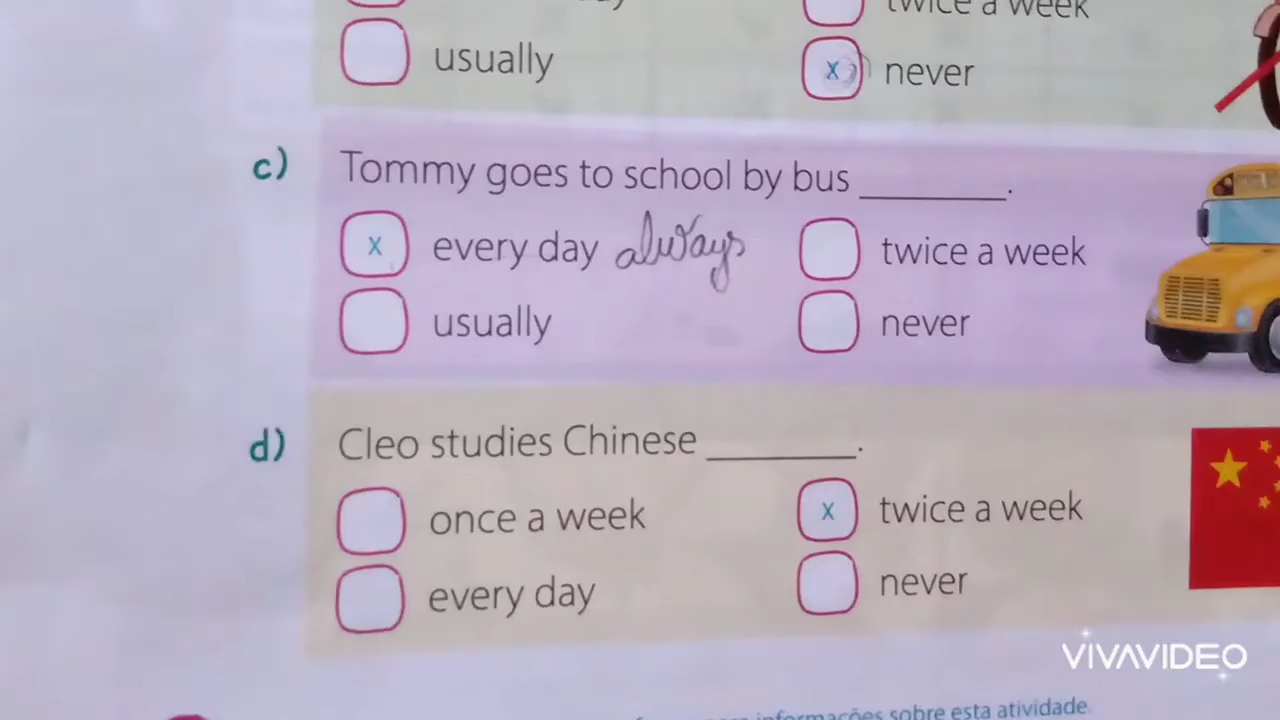 twice a week
usually
x never
c) Tommy goes to school by bus ________.
x every day always
twice a week
usually
never
d) Cleo studies Chinese ________.
once a week
x twice a week
every day
never
informações sobre esta atividade.
VIVAVIDEO